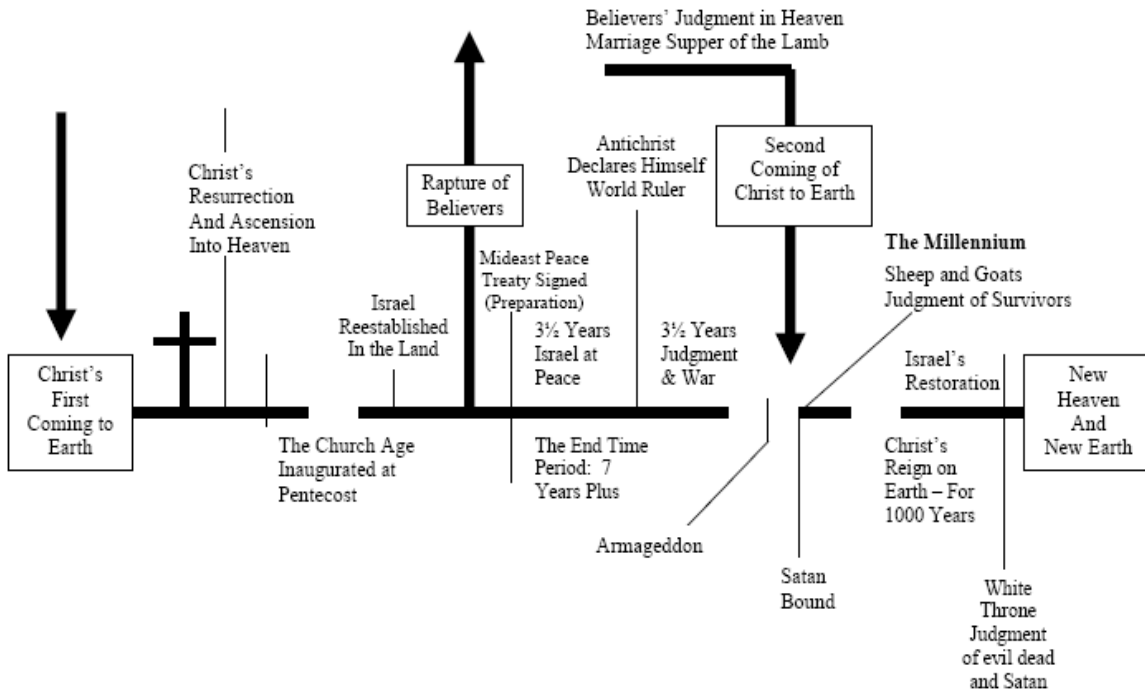 Believers' Judgment in Heaven
Marriage Supper of the Lamb
Christ's
Resurrection
And Ascension
Into Heaven
Rapture of
Believers
Antichrist
Declares Himself
World Ruler
Second
Coming of
Christ to Earth
Mideast Peace
Treaty Signed
(Preparation)
The Millennium
Sheep and Goats
Judgment of Survivors
Israel
Reestablished
In the Land
3½ Years
Israel at
Peace
3½ Years
Judgment
& War
Christ's
First
Coming to
Earth
Israel's
Restoration
New
Heaven
And
New Earth
The Church Age
Inaugurated at
Pentecost
The End Time
Period: 7
Years Plus
Christ's
Reign on
Earth – For
1000 Years
Armageddon
Satan
Bound
White
Throne
Judgment
of evil dead
and Satan